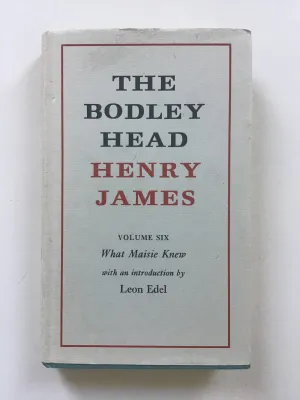 THE
BODLEY
HEAD
HENRY
JAMES
VOLUME SIX
What Maisie Knew
with an introduction by
Leon Edel